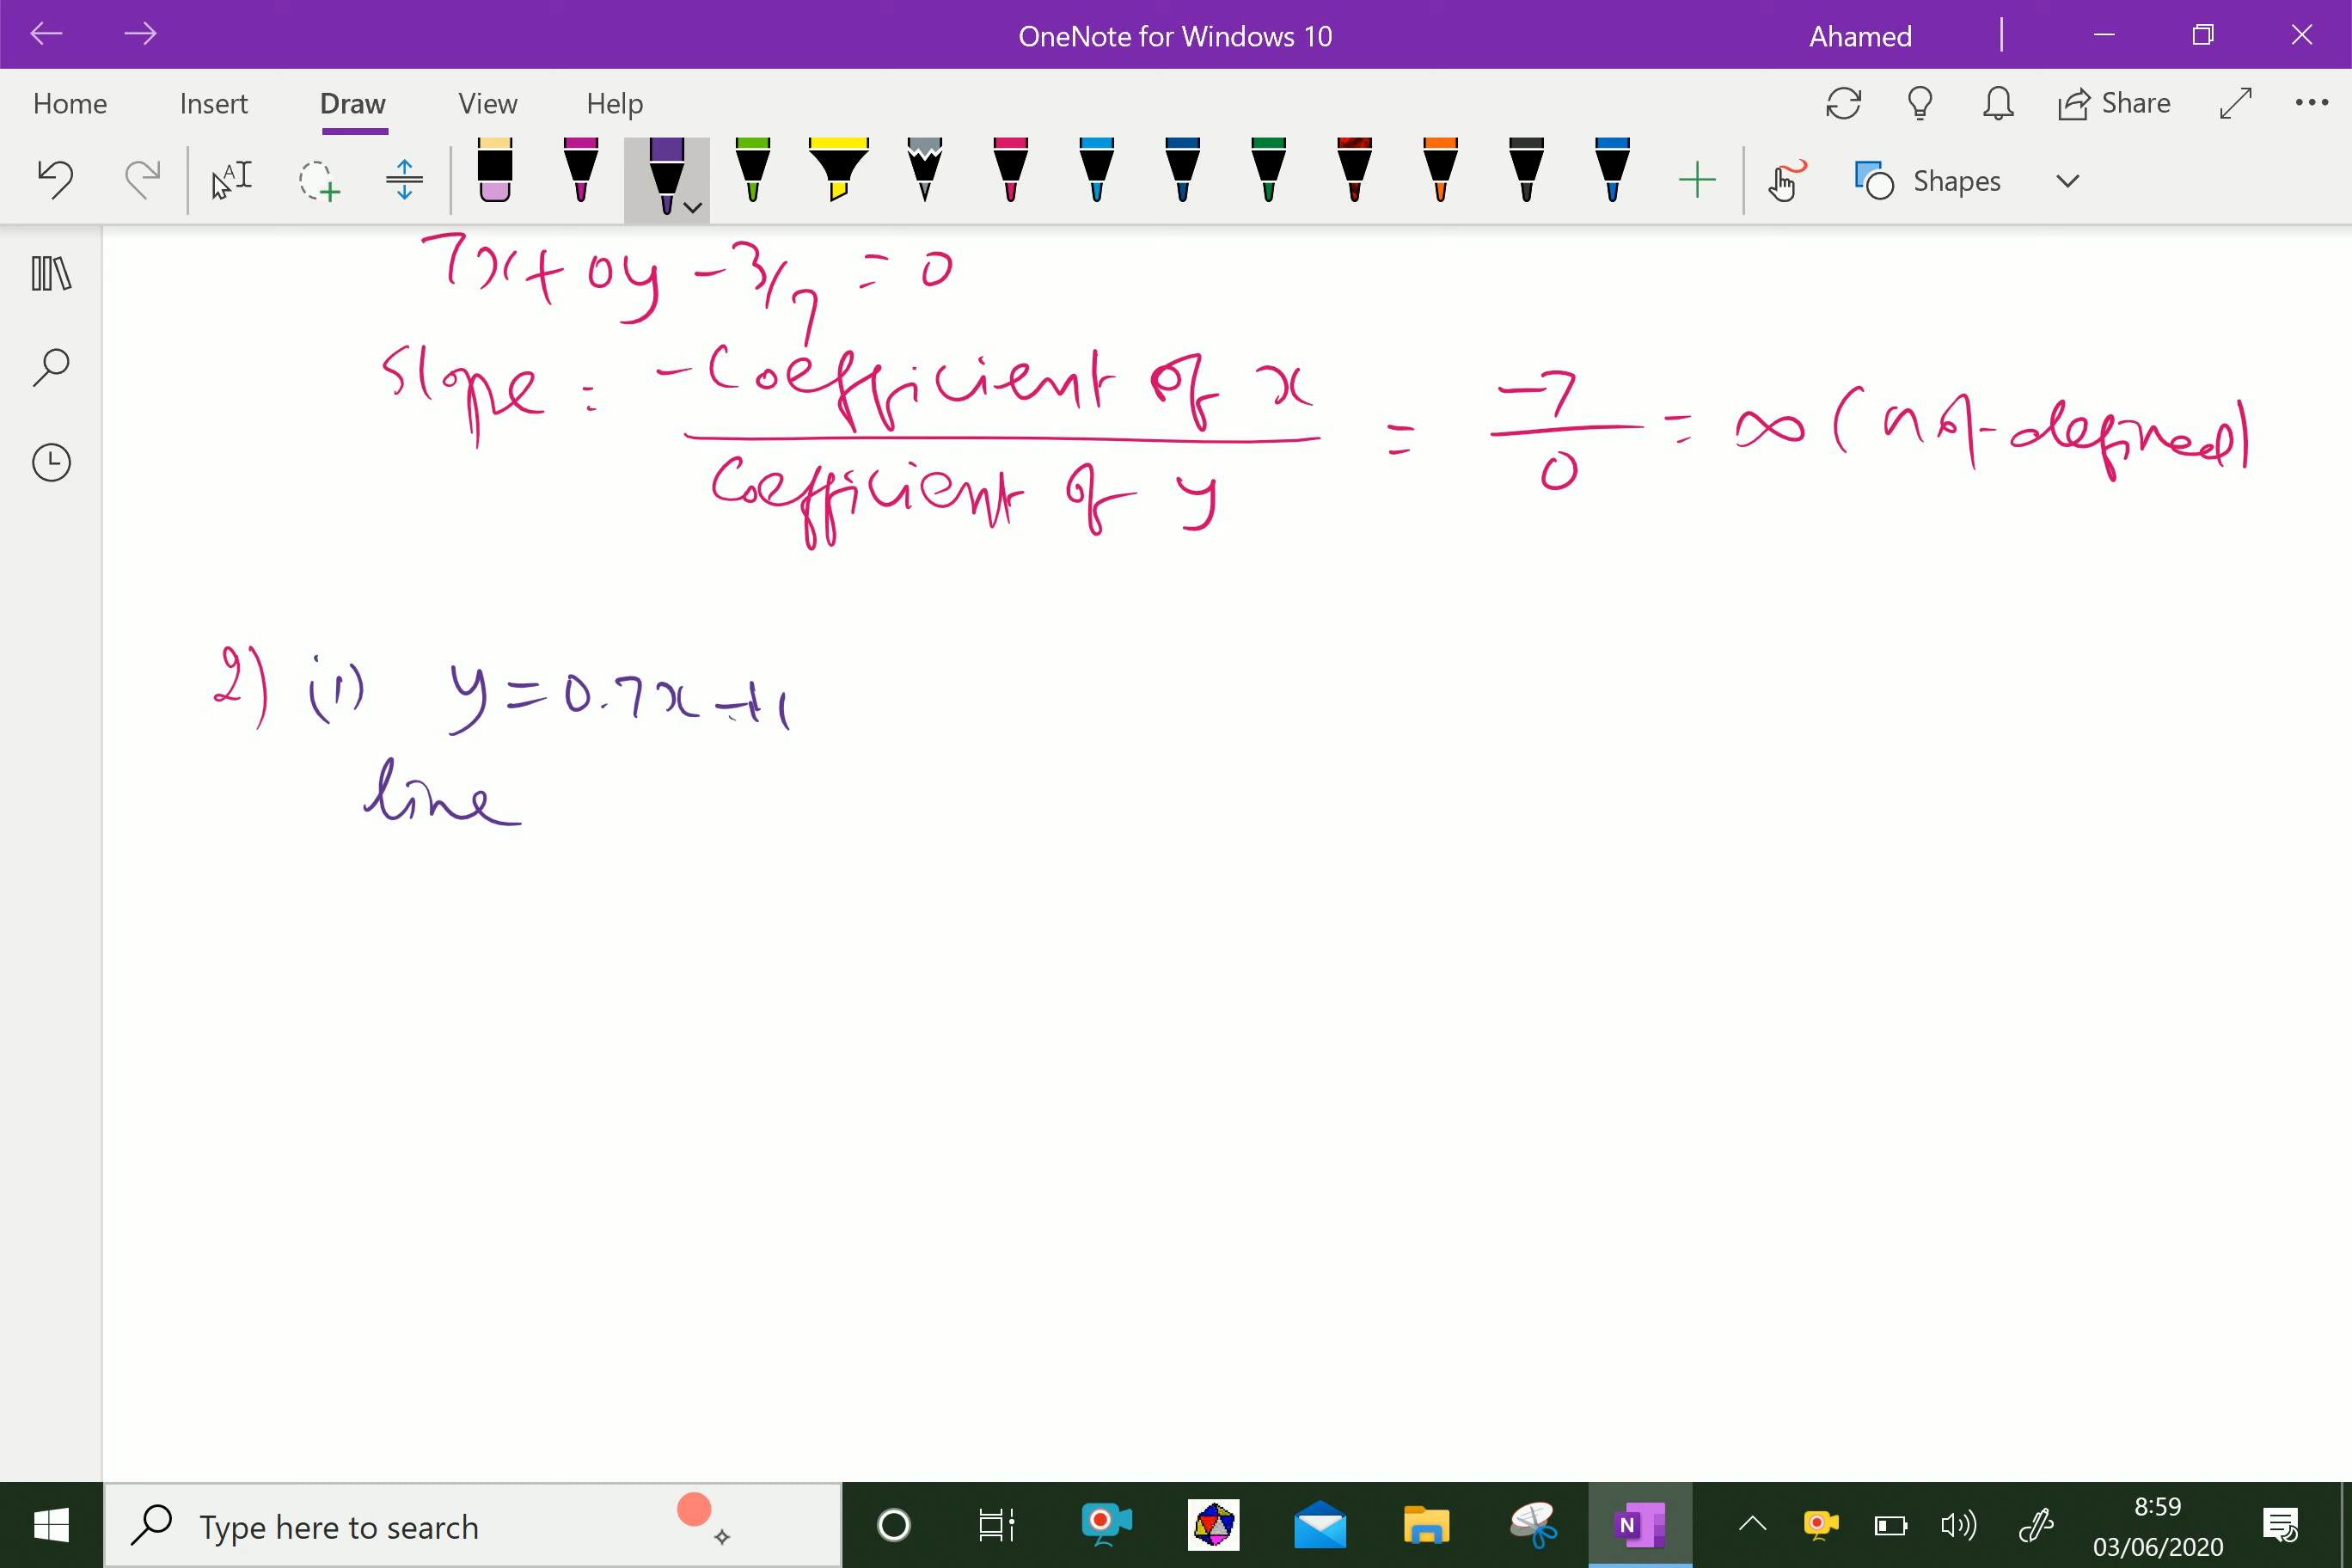 OneNote for Windows 10
Ahamed
Home Insert Draw View Help
Share
Shapes
7x+0y-3/7 = 0
Slope = -Coefficient of x / Coefficient of y = -7/0 = ∞ (not-defined)
2) (i) y=0.7x-11
line
Type here to search
8:59
03/06/2020